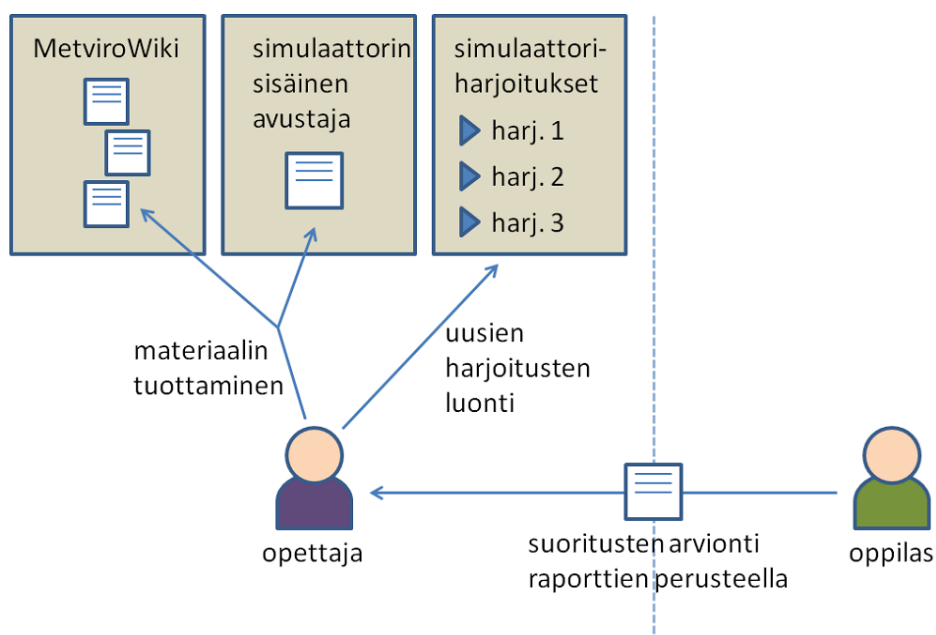 MetviroWiki
simulaattorin
sisäinen
avustaja
simulaattori-
harjoitukset
harj. 1
harj. 2
harj. 3
materiaalin
tuottaminen
uusien
harjoitusten
luonti
opettaja
suoritusten arvionti
raporttien perusteella
oppilas